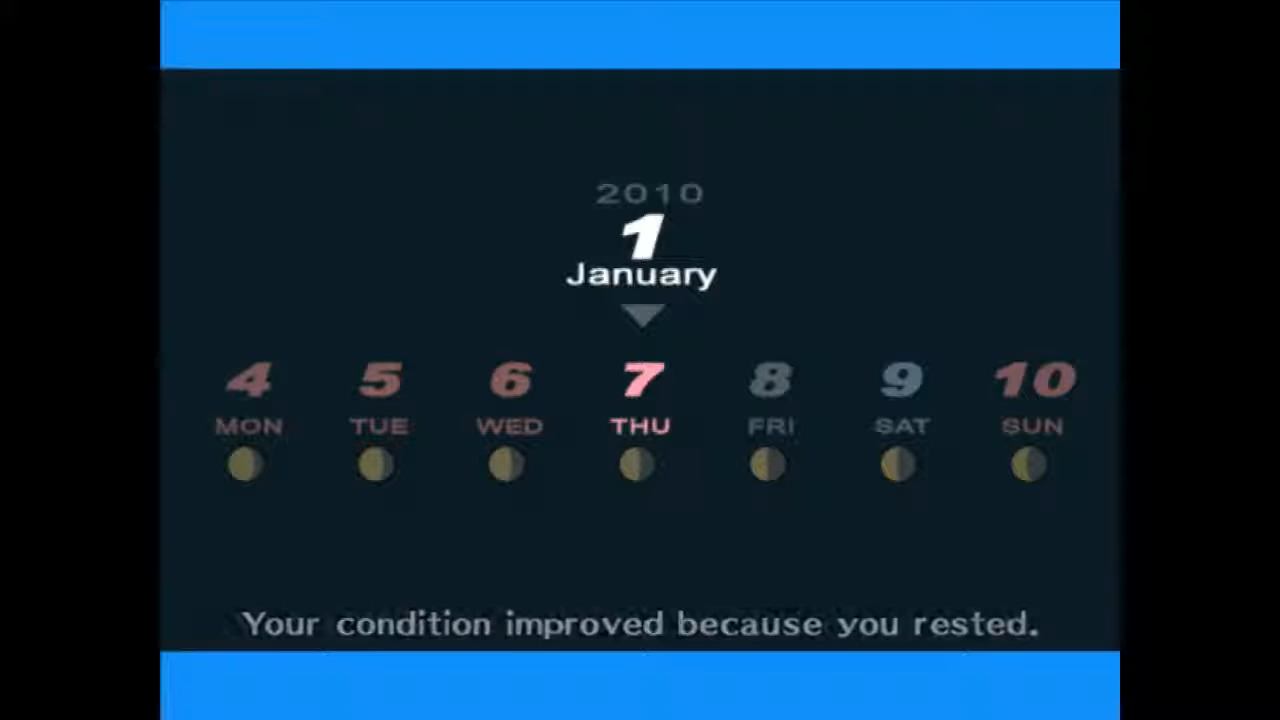 2010
1
January
4 5 6 7 8 9 10
MON TUE WED THU FRI SAT SUN
Your condition improved because you rested.